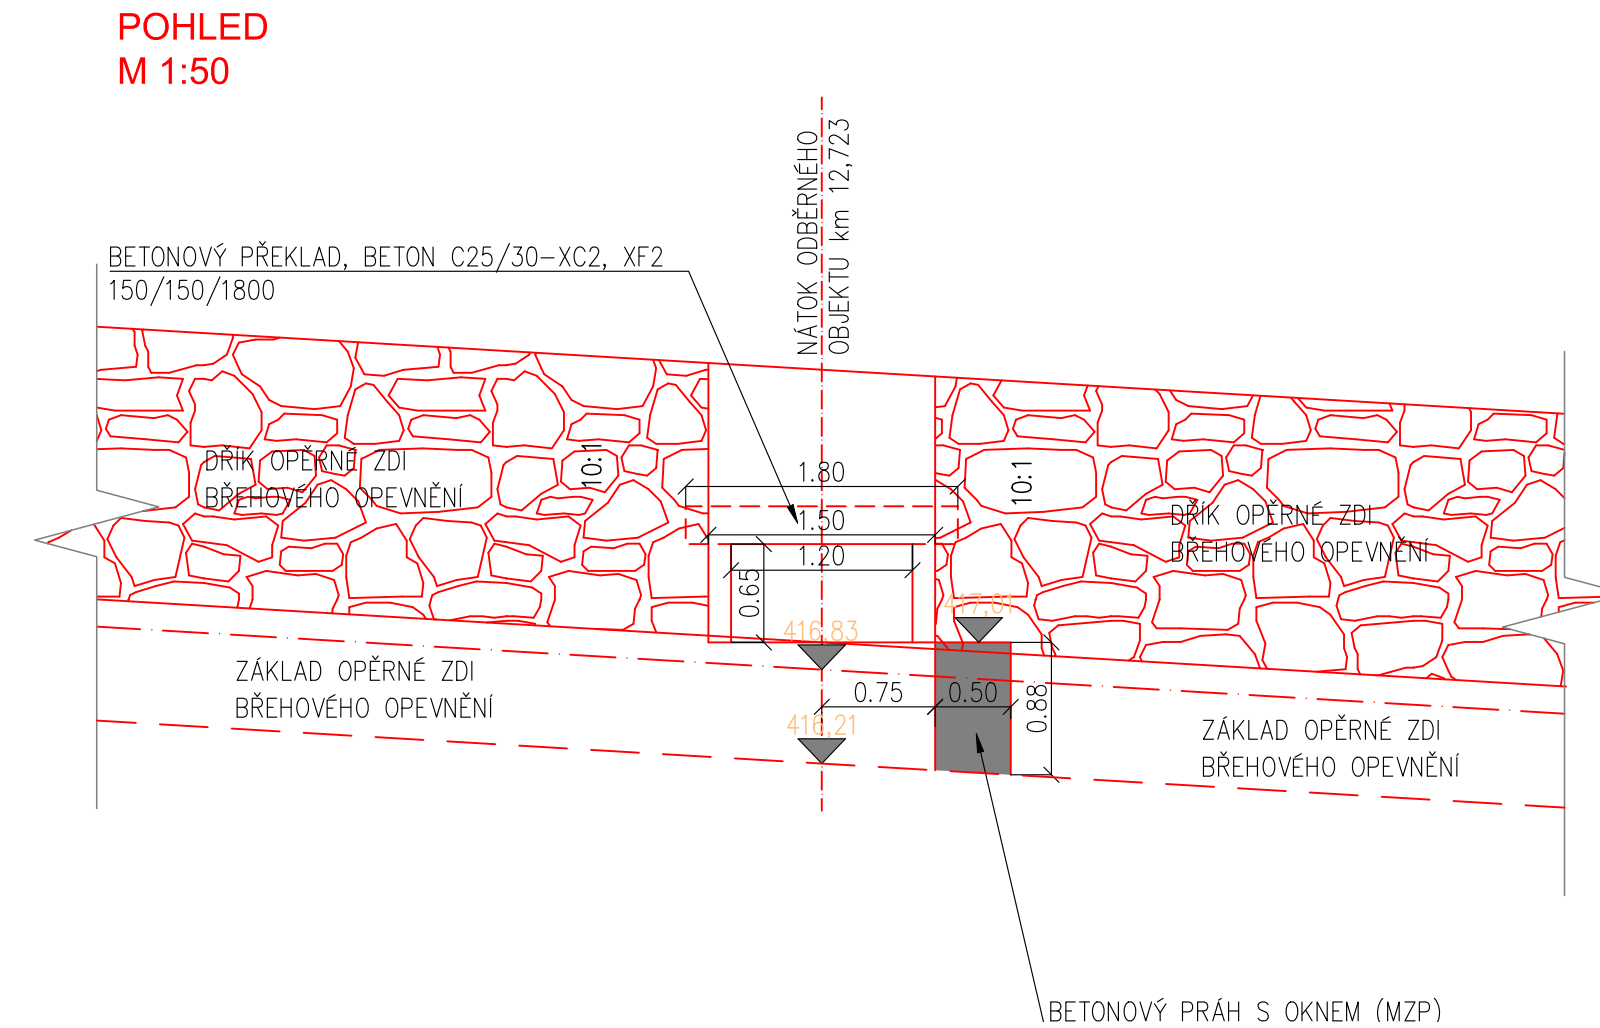 POHLED
M 1:50
NÁTOK ODBĚRNÉHO
OBJEKTU km 12,723
BETONOVÝ PŘEKLAD, BETON C25/30-XC2, XF2
150/150/1800
DŘÍK OPĚRNÉ ZDI
BŘEHOVÉHO OPEVNĚNÍ
10:1
1.80
10:1
1.50
DŘÍK OPĚRNÉ ZDI
BŘEHOVÉHO OPEVNĚNÍ
1.20
0.65
417,01
416,83
ZÁKLAD OPĚRNÉ ZDI
BŘEHOVÉHO OPEVNĚNÍ
0.75
0.50
0.88
416,21
ZÁKLAD OPĚRNÉ ZDI
BŘEHOVÉHO OPEVNĚNÍ
BETONOVÝ PRÁH S OKNEM (MZP)